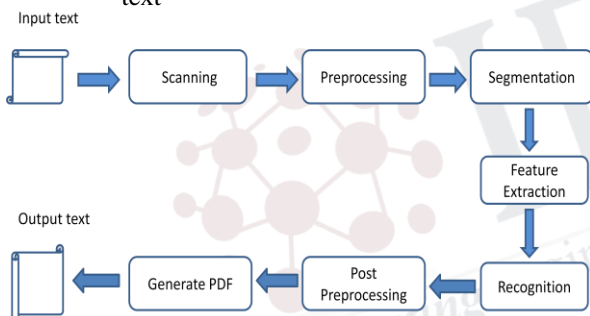 text
Input text
Scanning
Preprocessing
Segmentation
Feature
Extraction
Recognition
Post
Preprocessing
Generate PDF
Output text